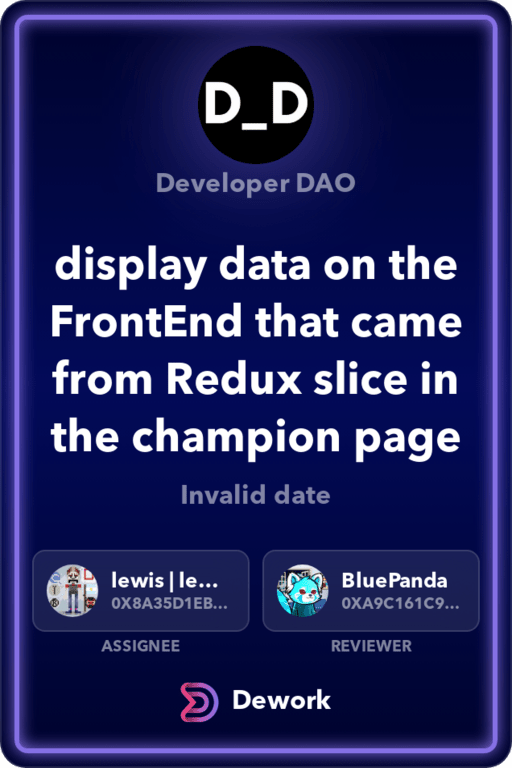 D_D
Developer DAO
display data on the
FrontEnd that came
from Redux slice in
the champion page
Invalid date
lewis | le...
0X8A35D1EB...
ASSIGNEE
BluePanda
0XA9C161C9...
REVIEWER
Dework